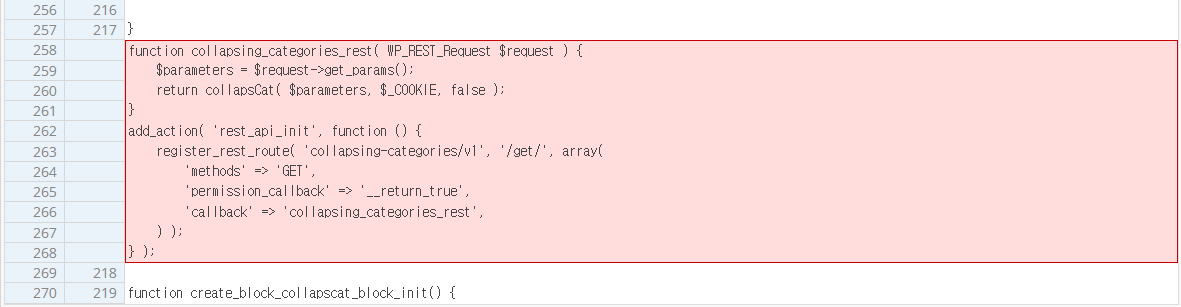 256 216
257 217 }
258 function collapsing_categories_rest( WP_REST_Request $request ) {
259 $parameters = $request->get_params();
260 return collapsCat( $parameters, $_COOKIE, false );
261 }
262 add_action( 'rest_api_init', function () {
263 register_rest_route( 'collapsing-categories/v1', '/get/', array(
264 'methods' => 'GET',
265 'permission_callback' => '__return_true',
266 'callback' => 'collapsing_categories_rest',
267 ) );
268 } );
269 218
270 219 function create_block_collapscat_block_init() {